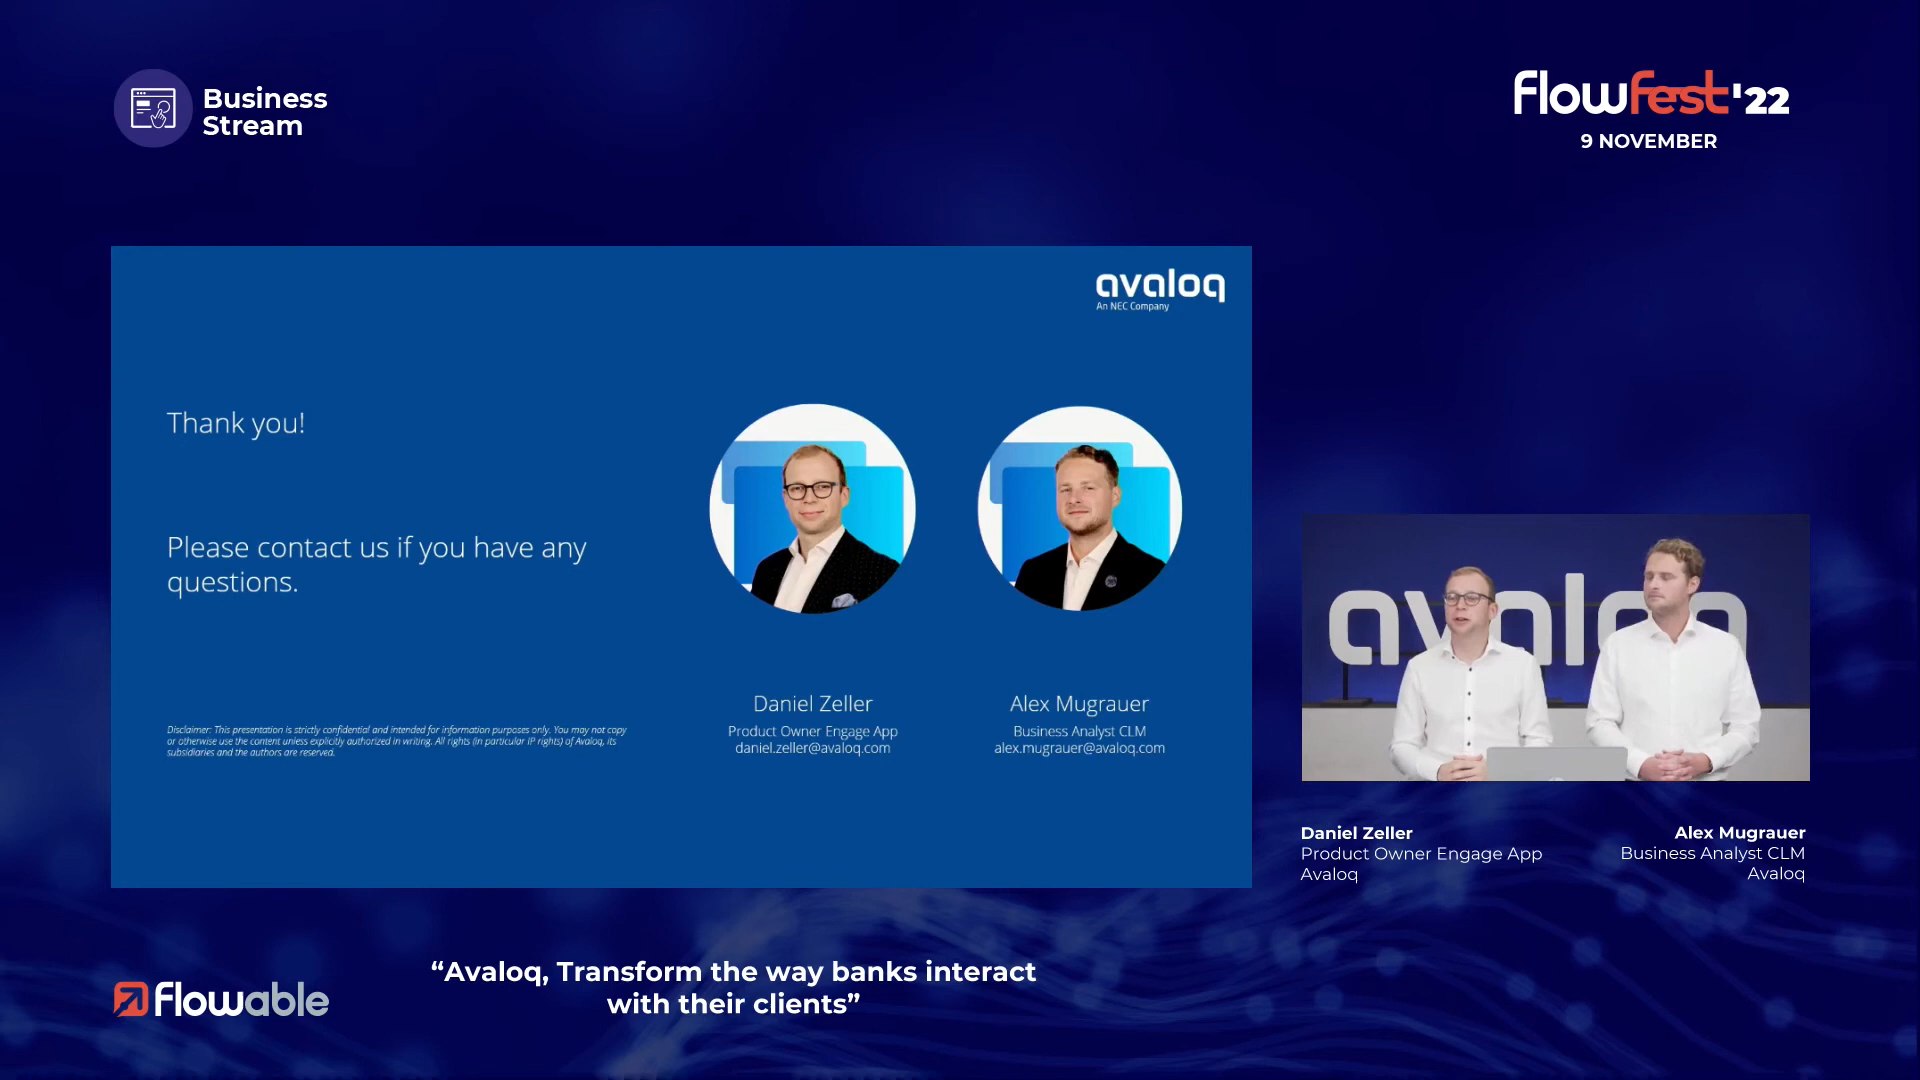 Business
Stream
flowfest'22
9 NOVEMBER
avaloq
An NEC Company
Thank you!
Please contact us if you have any
questions.
Disclaimer: This presentation is strictly confidential and intended for information purposes only. You may not copy
or otherwise use the content unless explicitly authorized in writing. All rights (in particular IP rights) of Avaloq, its
subsidiaries and the authors are reserved.
Daniel Zeller
Product Owner Engage App
daniel.zeller@avaloq.com
Alex Mugrauer
Business Analyst CLM
alex.mugrauer@avaloq.com
avaloq
Daniel Zeller
Product Owner Engage App
Avaloq
Alex Mugrauer
Business Analyst CLM
Avaloq
flowable
“Avaloq, Transform the way banks interact
with their clients”